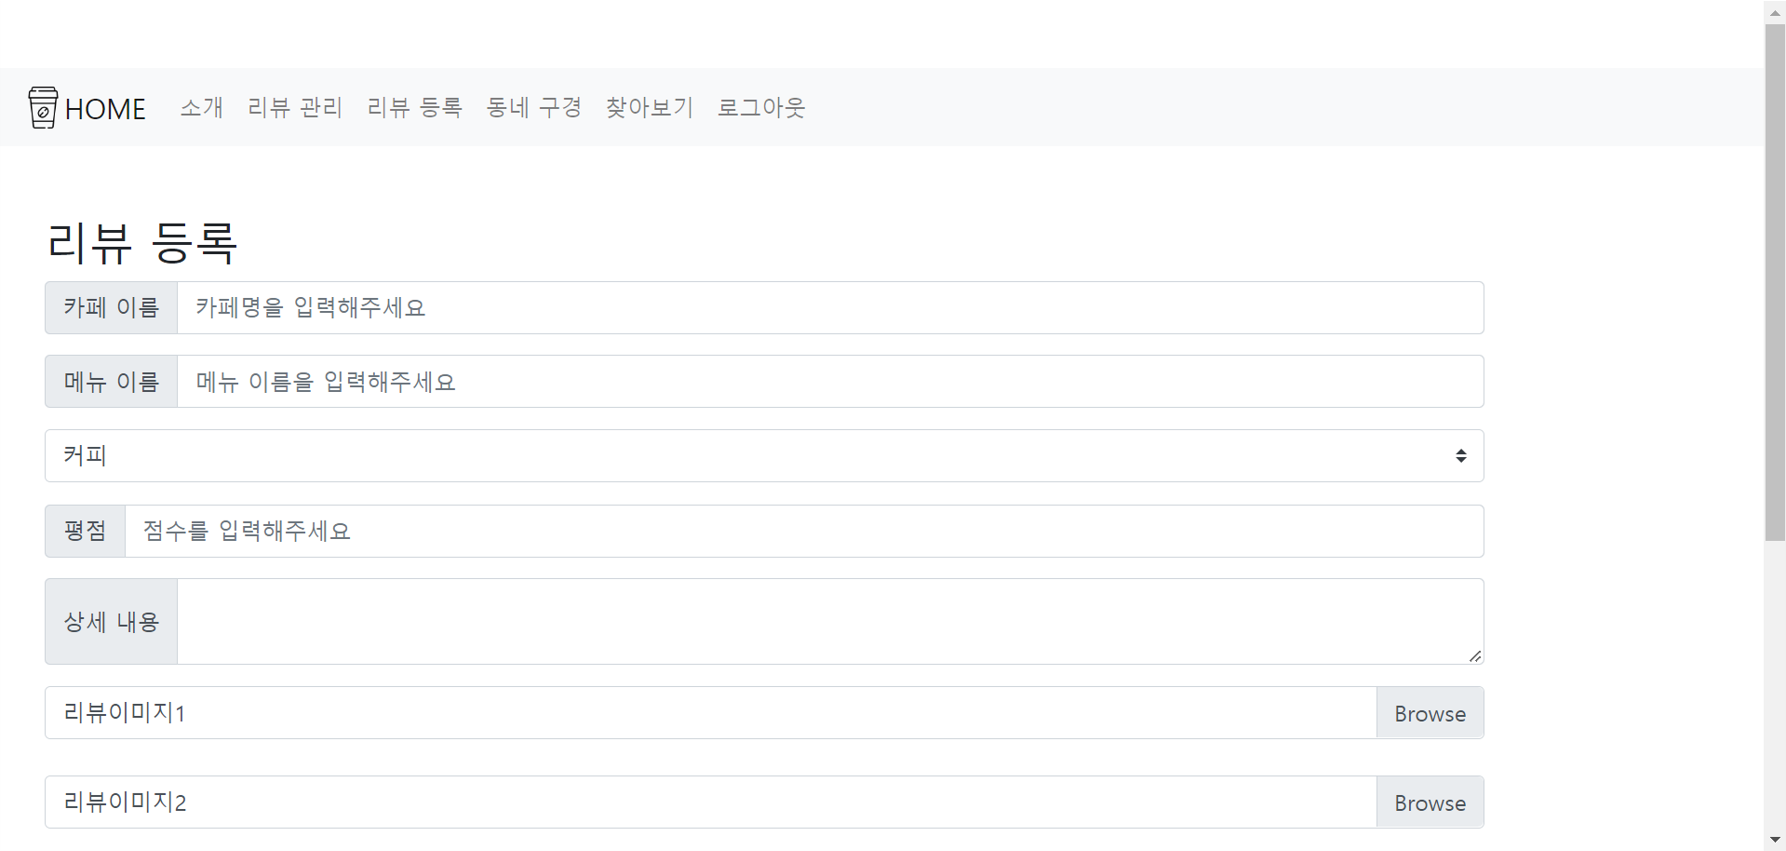 HOME 소개 리뷰 관리 리뷰 등록 동네 구경 찾아보기 로그아웃
리뷰 등록
카페 이름 카페명을 입력해주세요
메뉴 이름 메뉴 이름을 입력해주세요
커피
평점 점수를 입력해주세요
상세 내용
리뷰이미지1 Browse
리뷰이미지2 Browse